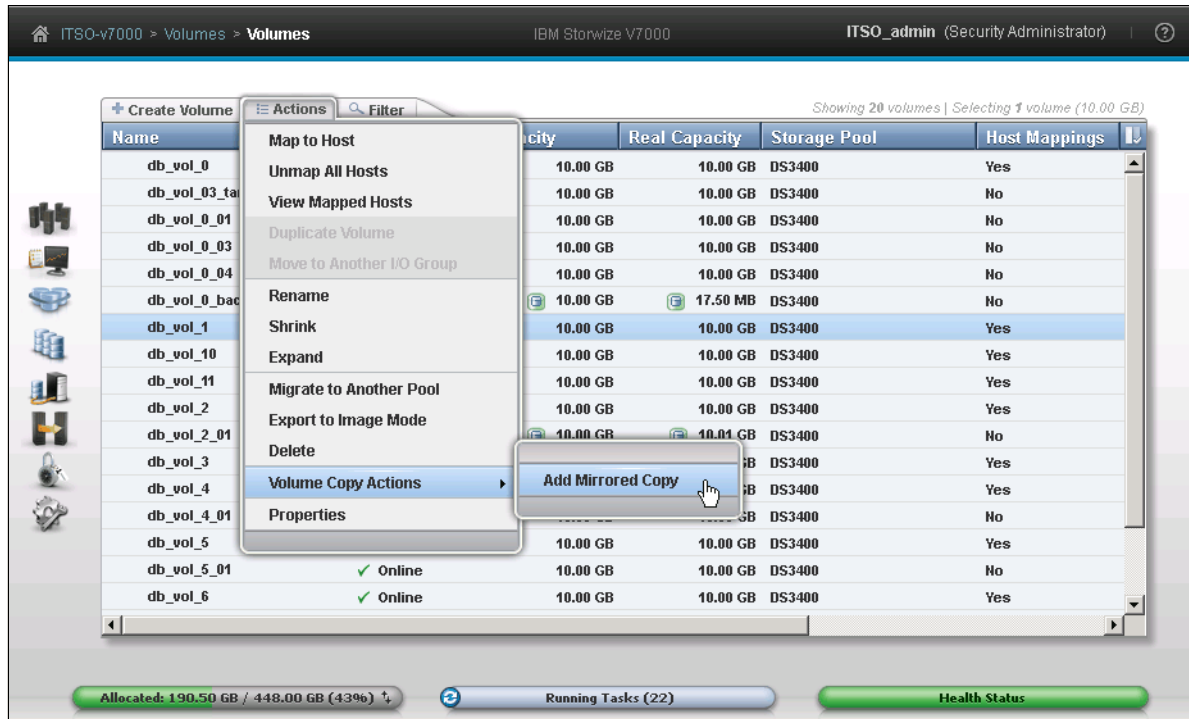 ITSO-v7000 > Volumes > Volumes IBM Storwize V7000 ITSO_admin (Security Administrator) | ?
Create Volume Actions Filter Showing 20 volumes | Selecting 1 volume (10.00 GB)
Name Real Capacity Storage Pool Host Mappings
Map to Host
Unmap All Hosts
View Mapped Hosts
Duplicate Volume
Move to Another I/O Group
Rename
Shrink
Expand
Migrate to Another Pool
Export to Image Mode
Delete
Volume Copy Actions
Properties
Add Mirrored Copy
db_vol_0 10.00 GB 10.00 GB DS3400 Yes
db_vol_03_ta 10.00 GB 10.00 GB DS3400 No
db_vol_0_01 10.00 GB 10.00 GB DS3400 No
db_vol_0_03 10.00 GB 10.00 GB DS3400 No
db_vol_0_04 10.00 GB 10.00 GB DS3400 No
db_vol_0_bac 10.00 GB 17.50 MB DS3400 No
db_vol_1 10.00 GB 10.00 GB DS3400 Yes
db_vol_10 10.00 GB 10.00 GB DS3400 Yes
db_vol_11 10.00 GB 10.00 GB DS3400 Yes
db_vol_2 10.00 GB 10.00 GB DS3400 Yes
db_vol_2_01 10.00 GB 10.01 GB DS3400 No
db_vol_3 GB DS3400 Yes
db_vol_4 GB DS3400 Yes
db_vol_4_01 GB DS3400 No
db_vol_5 10.00 GB 10.00 GB DS3400 Yes
db_vol_5_01 Online 10.00 GB 10.00 GB DS3400 No
db_vol_6 Online 10.00 GB 10.00 GB DS3400 Yes
Allocated: 190.50 GB / 448.00 GB (43%) Running Tasks (22) Health Status